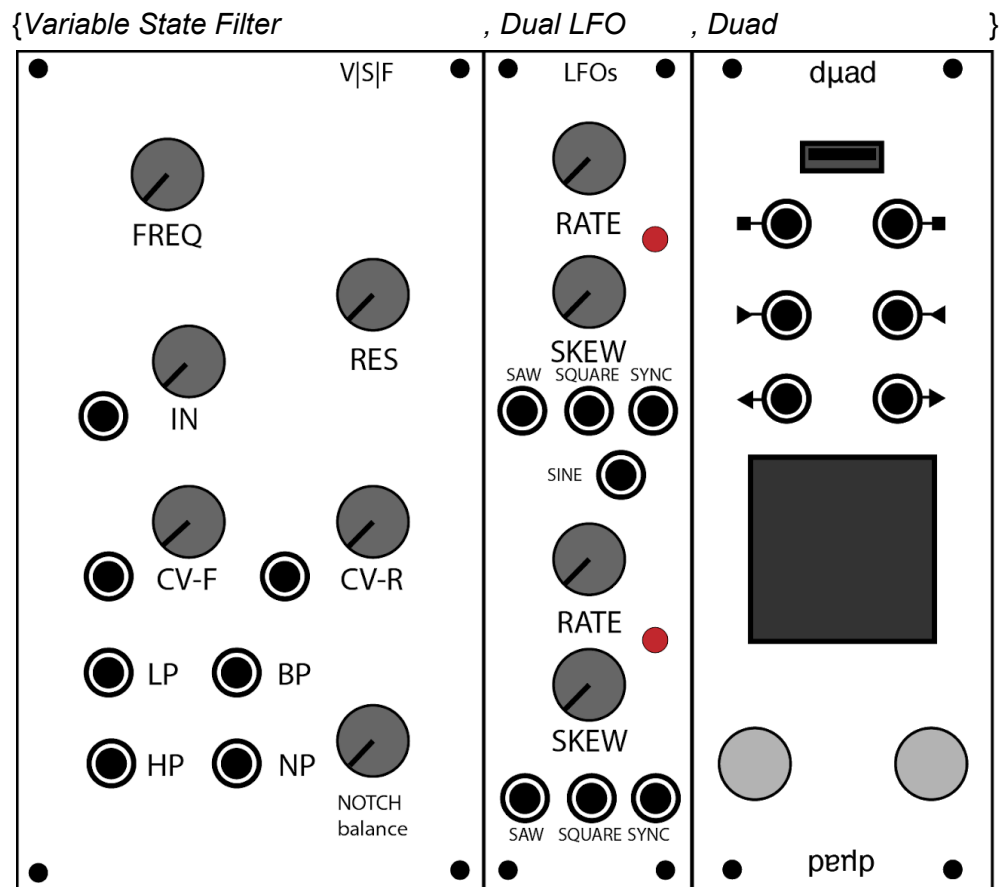 {Variable State Filter , Dual LFO , Duad }
V|S|F
FREQ
RES
IN
CV-F CV-R
LP BP
HP NP
NOTCH
balance
LFOs
RATE
SKEW
SAW SQUARE SYNC
SINE
RATE
SKEW
SAW SQUARE SYNC
dµad
dµad